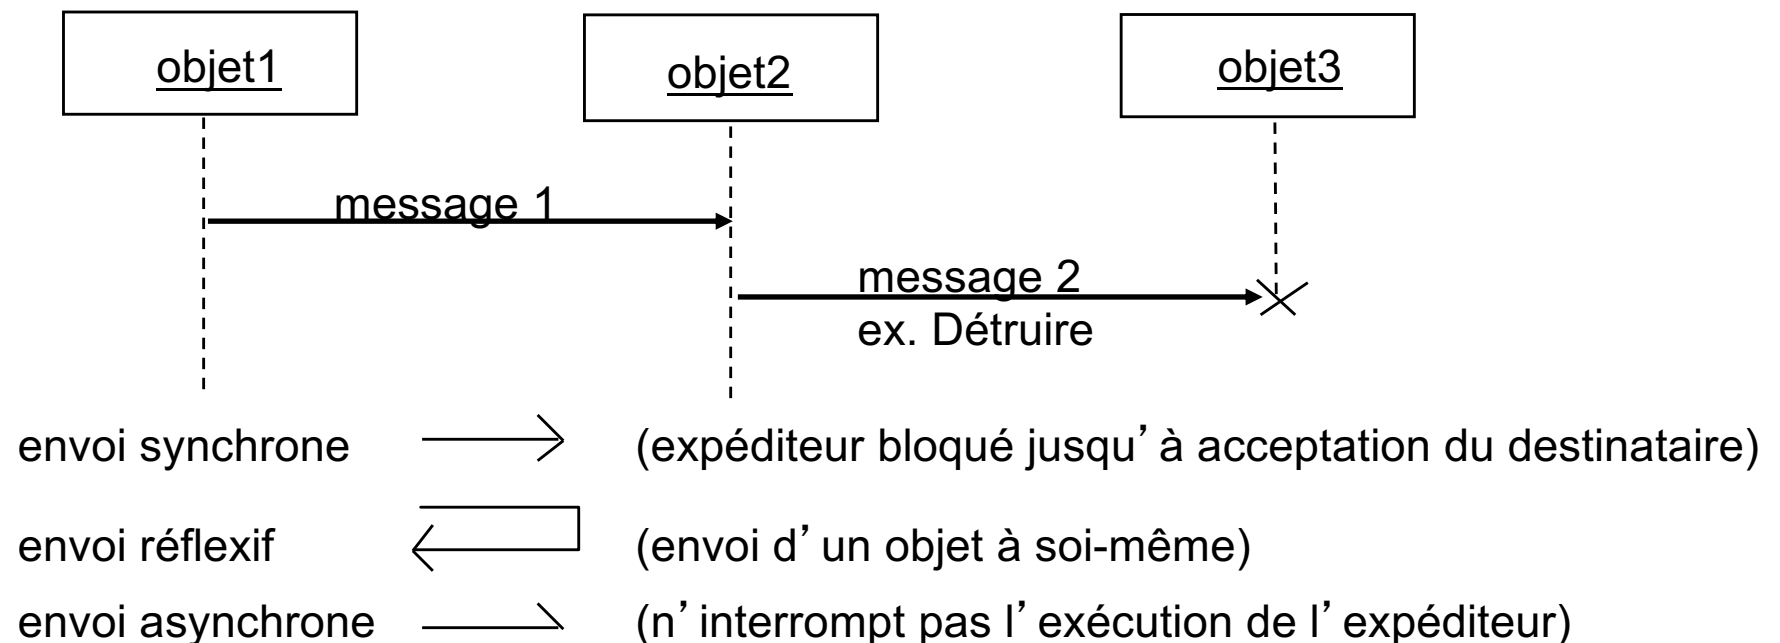 objet1
objet2
objet3
message 1
message 2
ex. Détruire
envoi synchrone (expéditeur bloqué jusqu’à acceptation du destinataire)
envoi réflexif (envoi d’un objet à soi-même)
envoi asynchrone (n’interrompt pas l’exécution de l’expéditeur)